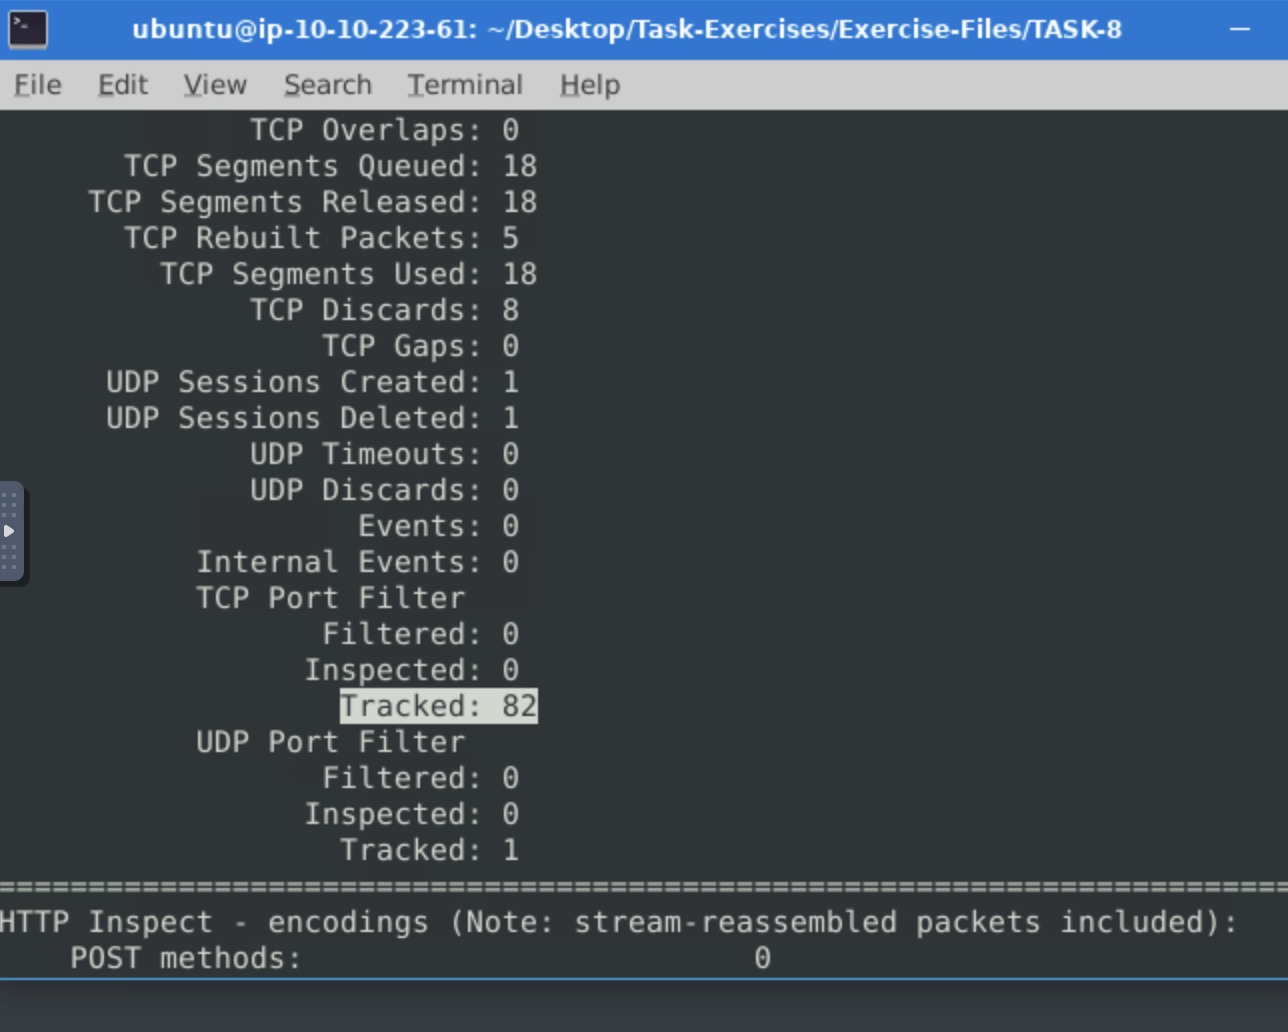 ubuntu@ip-10-10-223-61: ~/Desktop/Task-Exercises/Exercise-Files/TASK-8
File Edit View Search Terminal Help
TCP Overlaps: 0
TCP Segments Queued: 18
TCP Segments Released: 18
TCP Rebuilt Packets: 5
TCP Segments Used: 18
TCP Discards: 8
TCP Gaps: 0
UDP Sessions Created: 1
UDP Sessions Deleted: 1
UDP Timeouts: 0
UDP Discards: 0
Events: 0
Internal Events: 0
TCP Port Filter
Filtered: 0
Inspected: 0
Tracked: 82
UDP Port Filter
Filtered: 0
Inspected: 0
Tracked: 1
========================================================================
HTTP Inspect - encodings (Note: stream-reassembled packets included):
POST methods: 0